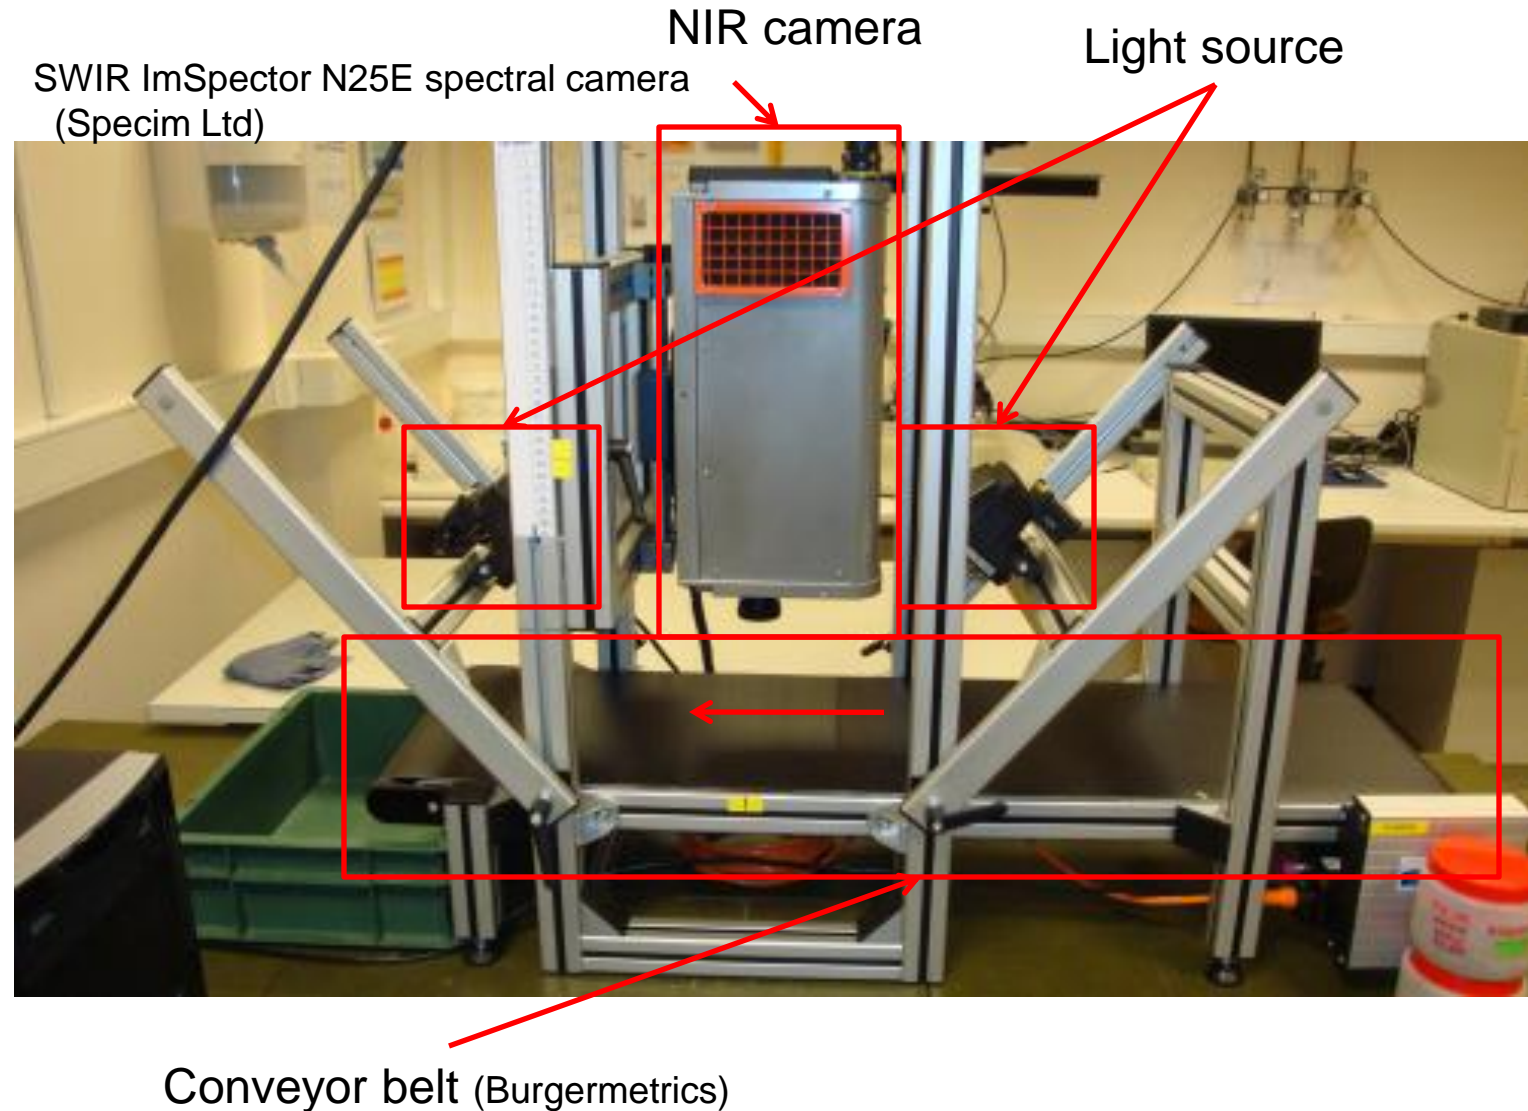 NIR camera
Light source
SWIR ImSpector N25E spectral camera
(Specim Ltd)
Conveyor belt (Burgermetrics)